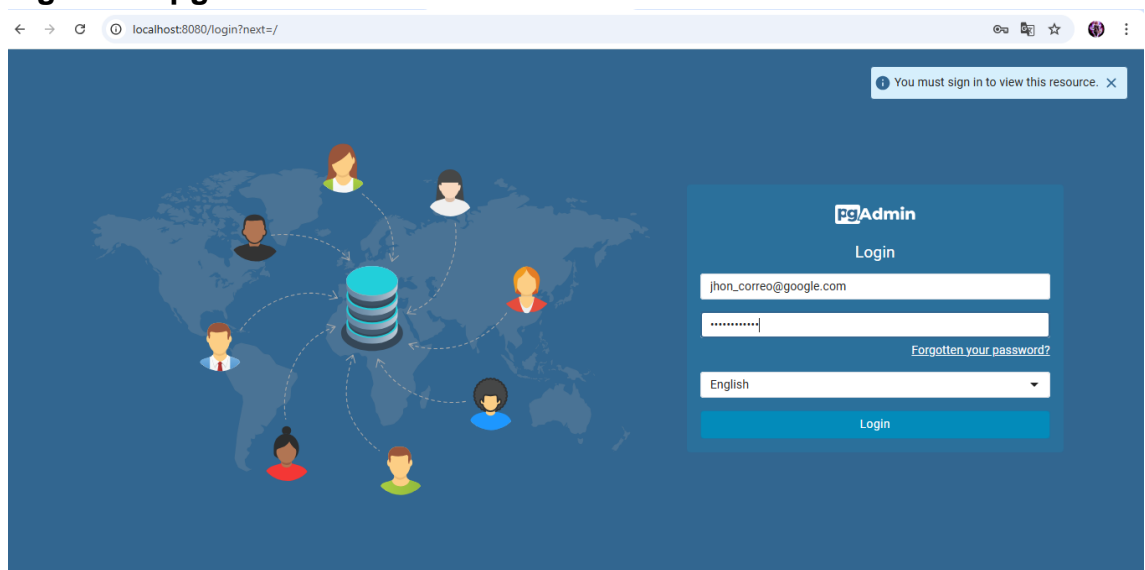 localhost:8080/login?next=/
You must sign in to view this resource.
pgAdmin
Login
jhon_correo@google.com
••••••••••••
Forgotten your password?
English
Login